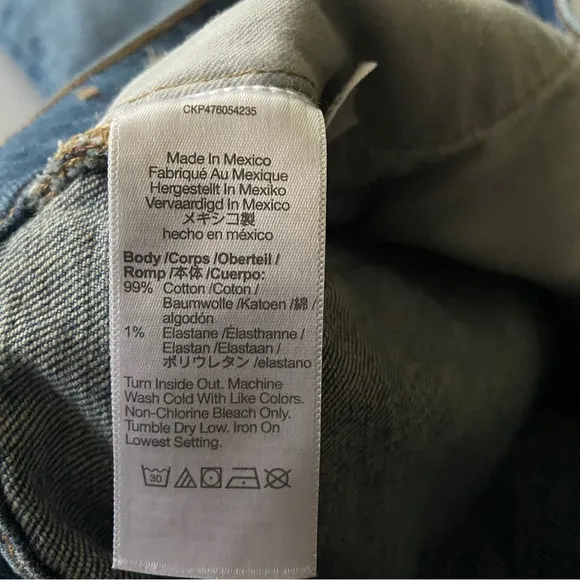 CKP476054235
Made In Mexico
Fabriqué Au Mexique
Hergestellt In Mexiko
Vervaardigd In Mexico
メキシコ製
hecho en méxico
Body /Corps /Oberteil /
Romp /本体 /Cuerpo:
99% Cotton /Coton /
Baumwolle /Katoen /綿 /
algodón
1% Elastane /Élasthanne /
Elastan /Elastaan /
ポリウレタン /elastano
Turn Inside Out. Machine
Wash Cold With Like Colors.
Non-Chlorine Bleach Only.
Tumble Dry Low. Iron On
Lowest Setting.
30